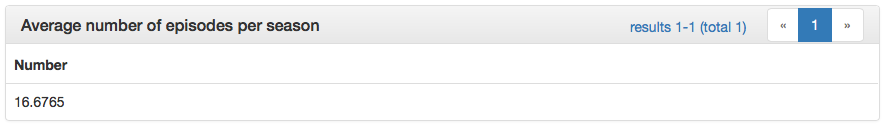 Average number of episodes per season
results 1-1 (total 1)
« 1 »
Number
16.6765